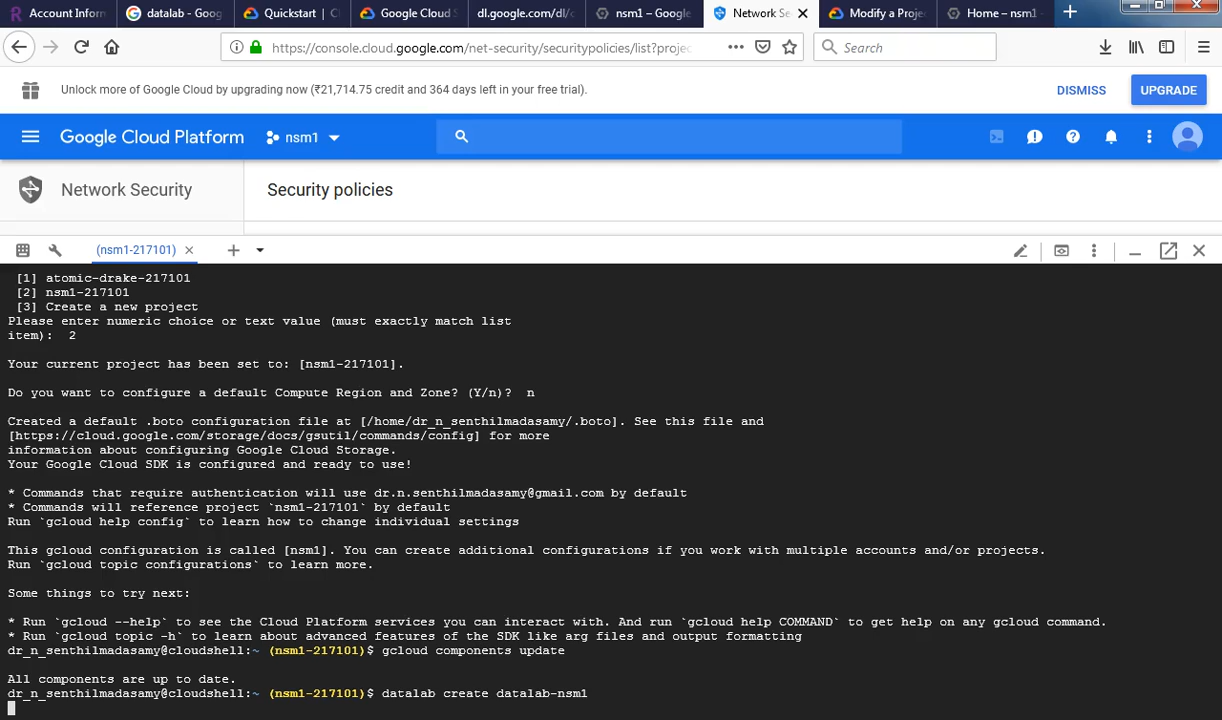 Account Inforr
datalab - Goog
Quickstart | C
Google Cloud S
dl.google.com/dl/c
nsm1 – Google
Network Sec
Modify a Proje
Home – nsm1 –
https://console.cloud.google.com/net-security/securitypolicies/list?projec
Search
Unlock more of Google Cloud by upgrading now (₹21,714.75 credit and 364 days left in your free trial).
DISMISS
UPGRADE
Google Cloud Platform
nsm1
Network Security
Security policies
(nsm1-217101)
[1] atomic-drake-217101
[2] nsm1-217101
[3] Create a new project
Please enter numeric choice or text value (must exactly match list
item):  2
Your current project has been set to: [nsm1-217101].
Do you want to configure a default Compute Region and Zone? (Y/n)?  n
Created a default .boto configuration file at [/home/dr_n_senthilmadasamy/.boto]. See this file and
[https://cloud.google.com/storage/docs/gsutil/commands/config] for more
information about configuring Google Cloud Storage.
Your Google Cloud SDK is configured and ready to use!
* Commands that require authentication will use dr.n.senthilmadasamy@gmail.com by default
* Commands will reference project `nsm1-217101` by default
Run `gcloud help config` to learn how to change individual settings
This gcloud configuration is called [nsm1]. You can create additional configurations if you work with multiple accounts and/or projects.
Run `gcloud topic configurations` to learn more.
Some things to try next:
* Run `gcloud --help` to see the Cloud Platform services you can interact with. And run `gcloud help COMMAND` to get help on any gcloud command.
* Run `gcloud topic -h` to learn about advanced features of the SDK like arg files and output formatting
dr_n_senthilmadasamy@cloudshell:~ (nsm1-217101)$ gcloud components update
All components are up to date.
dr_n_senthilmadasamy@cloudshell:~ (nsm1-217101)$ datalab create datalab-nsm1